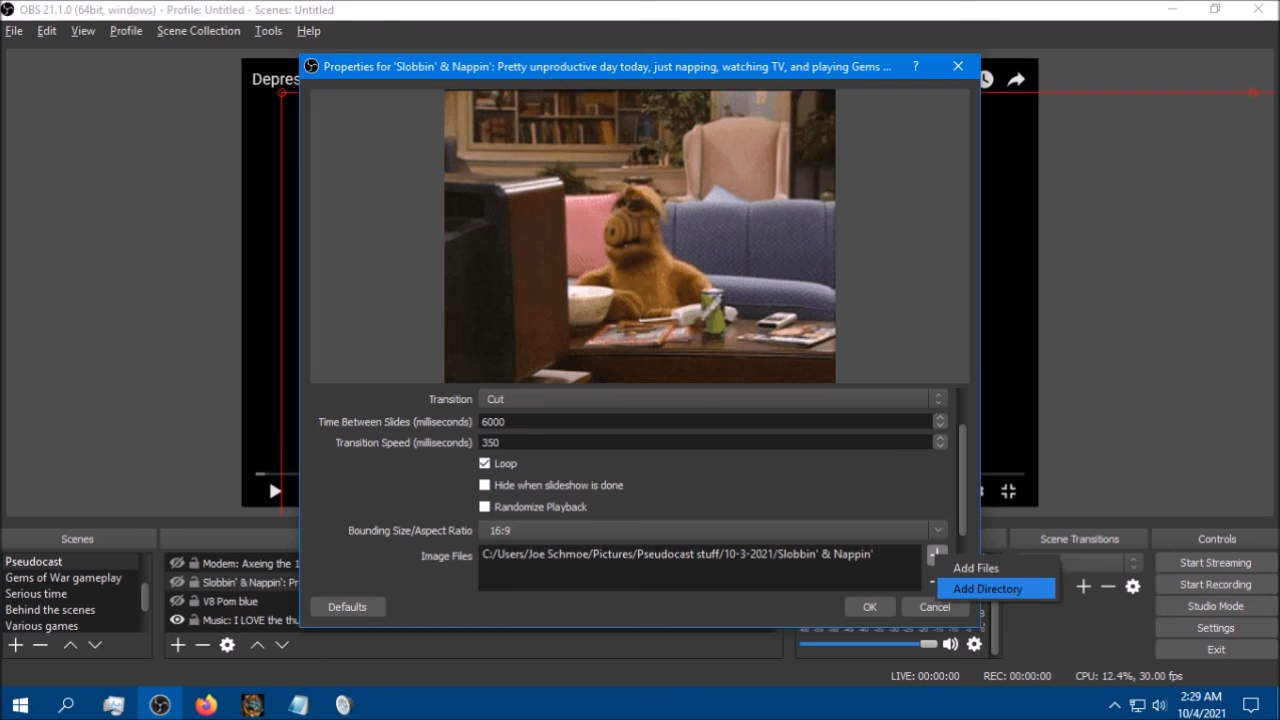 OBS 21.1.0 (64bit, windows) - Profile: Untitled - Scenes: Untitled
File Edit View Profile Scene Collection Tools Help
Depres
Properties for 'Slobbin' & Nappin': Pretty unproductive day today, just napping, watching TV, and playing Gems ... ?
Transition Cut
Time Between Slides (milliseconds) 6000
Transition Speed (milliseconds) 350
Loop
Hide when slideshow is done
Randomize Playback
Bounding Size/Aspect Ratio 16:9
Image Files C:/Users/Joe Schmoe/Pictures/Pseudocast stuff/10-3-2021/Slobbin' & Nappin'
Add Files
Add Directory
Defaults OK Cancel
Scenes
Pseudocast
Gems of War gameplay
Serious time
Behind the scenes
Various games
Modem: Axeing the 1
Slobbin' & Nappin': Pr
V8 Pom blue
Music: I LOVE the thu
Scene Transitions
Controls
Start Streaming
Start Recording
Studio Mode
Settings
Exit
LIVE: 00:00:00 REC: 00:00:00 CPU: 12.4%, 30.00 fps
2:29 AM
10/4/2021